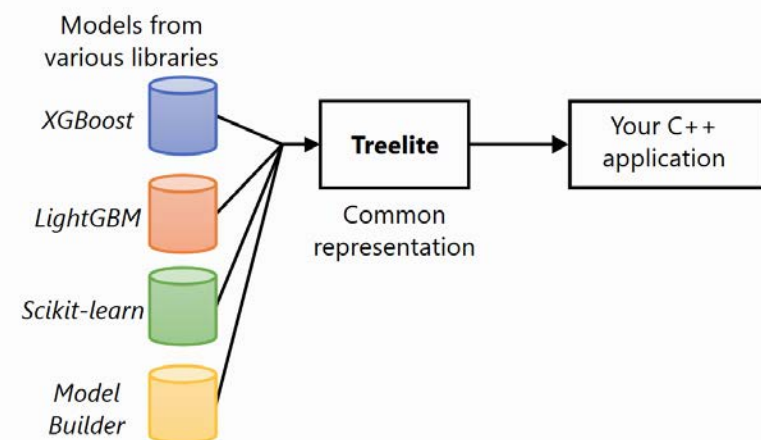 Models from
various libraries
XGBoost
LightGBM
Scikit-learn
Model
Builder
Treelite
Common
representation
Your C++
application